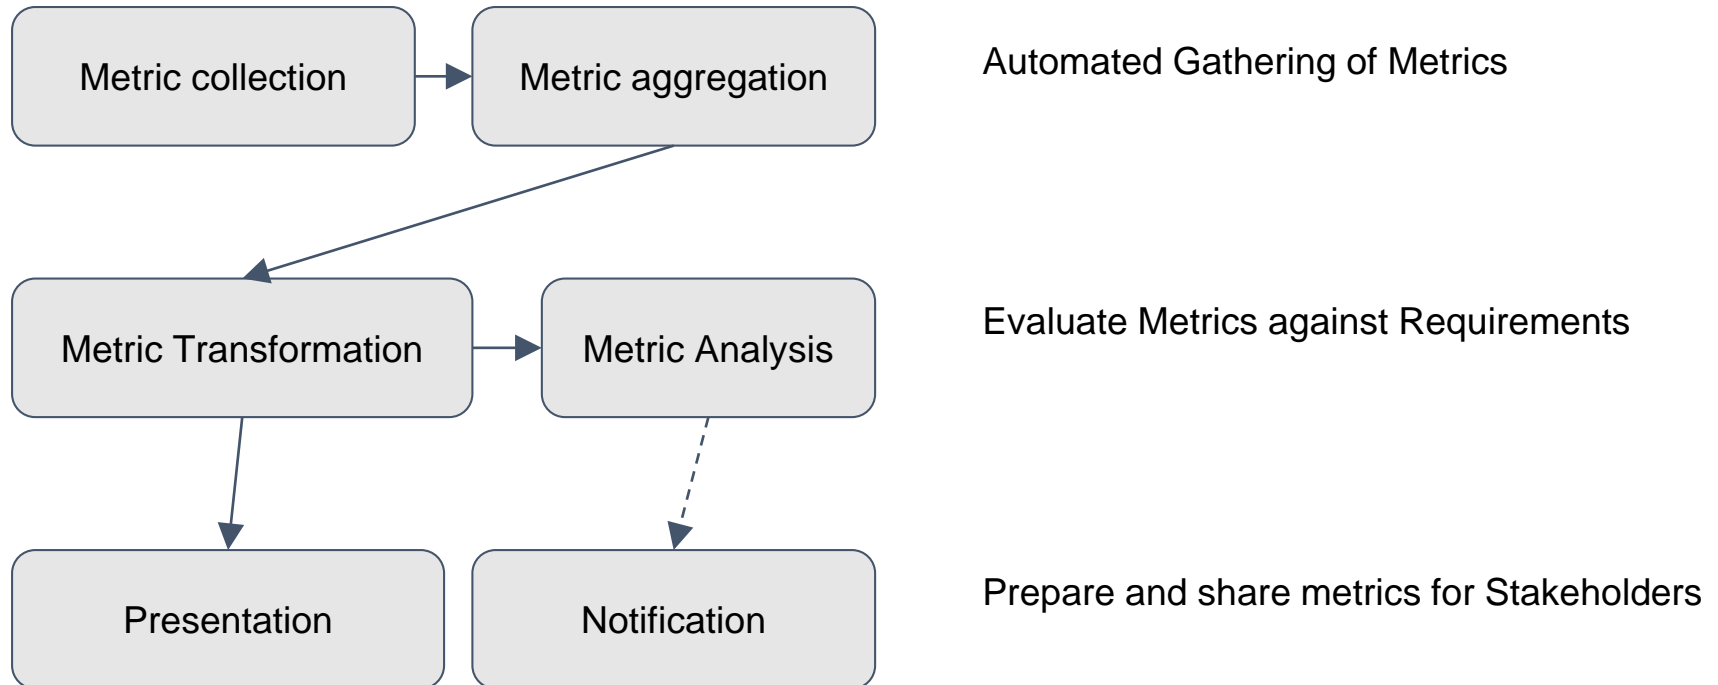 Metric collection
Metric aggregation
Automated Gathering of Metrics
Metric Transformation
Metric Analysis
Evaluate Metrics against Requirements
Presentation
Notification
Prepare and share metrics for Stakeholders